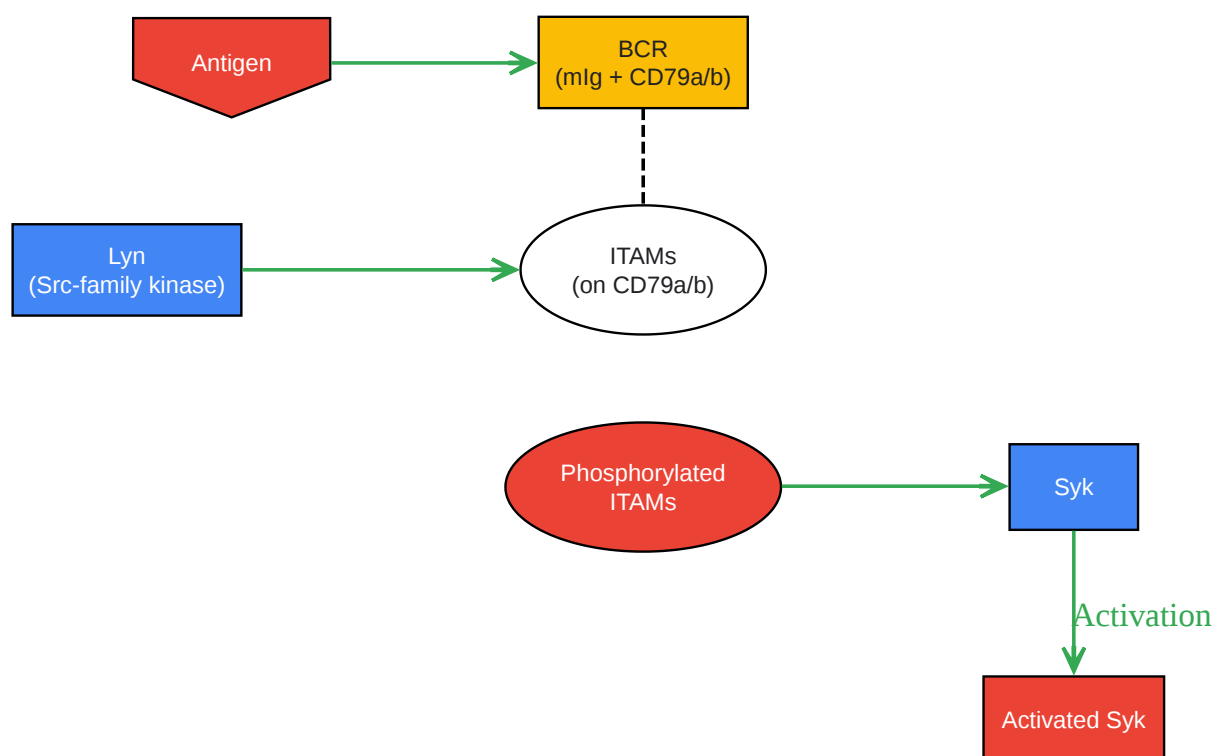 Antigen
BCR
(mIg + CD79a/b)
Lyn
(Src-family kinase)
ITAMs
(on CD79a/b)
Phosphorylated
ITAMs
Syk
Activation
Activated Syk